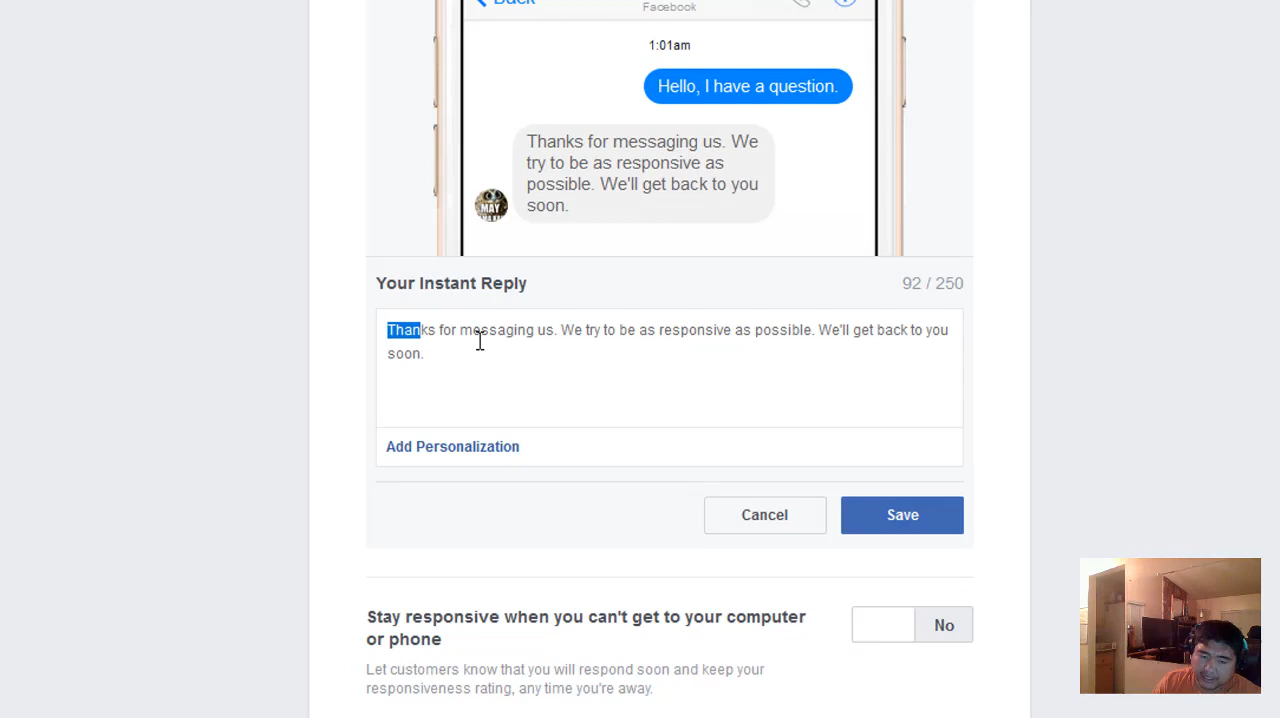 Back
Facebook
1:01am
Hello, I have a question.
Thanks for messaging us. We
try to be as responsive as
possible. We'll get back to you
soon.
MAY
Your Instant Reply 92 / 250
Thanks for messaging us. We try to be as responsive as possible. We'll get back to you
soon.
Add Personalization
Cancel Save
Stay responsive when you can't get to your computer
or phone
No
Let customers know that you will respond soon and keep your
responsiveness rating, any time you're away.